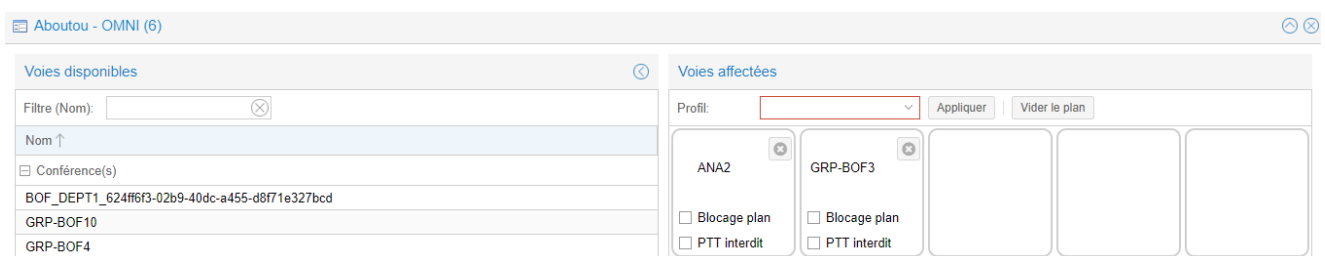 Aboutou - OMNI (6)
Voies disponibles
Filtre (Nom):
Nom
Conférence(s)
BOF_DEPT1_624ff6f3-02b9-40dc-a455-d8f71e327bcd
GRP-BOF10
GRP-BOF4
Voies affectées
Profil:
Appliquer
Vider le plan
ANA2
Blocage plan
PTT interdit
GRP-BOF3
Blocage plan
PTT interdit